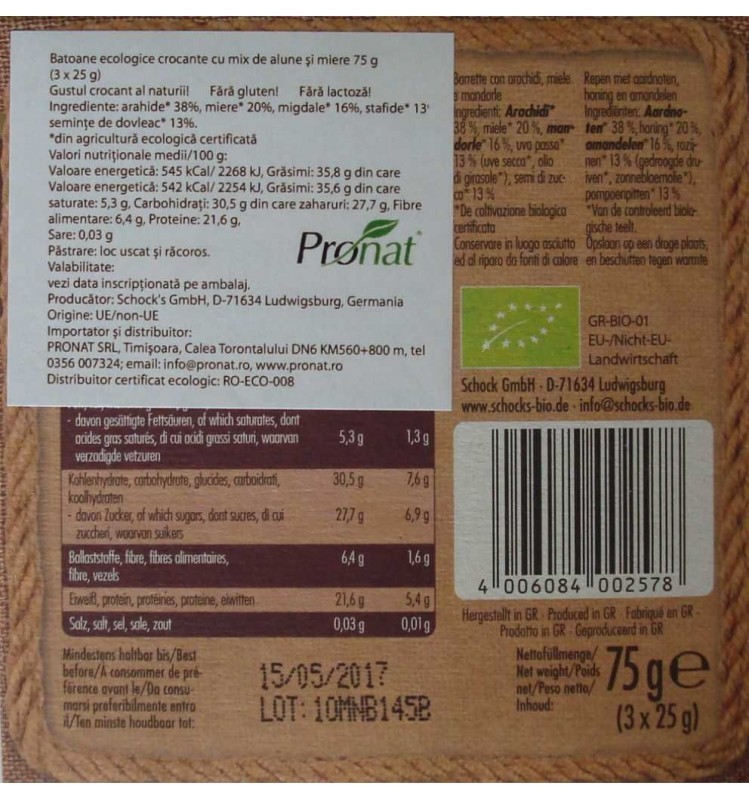 Batoane ecologice crocante cu mix de alune şi miere 75 g
(3 x 25 g)
Gustul crocant al naturii! Fără gluten! Fără lactoză!
Ingrediente: arahide* 38%, miere* 20%, migdale* 16%, stafide* 13
seminţe de dovleac* 13%.
*din agricultură ecologică certificată
Valori nutriţionale medii/100 g:
Valoare energetică: 545 kCal/ 2268 kJ, Grăsimi: 35,8 g din care
Valoare energetică: 542 kCal/ 2254 kJ, Grăsimi: 35,6 g din care
saturate: 5,3 g, Carbohidraţi: 30,5 g din care zaharuri: 27,7 g, Fibre
alimentare: 6,4 g, Proteine: 21,6 g,
Sare: 0,03 g
Păstrare: loc uscat şi răcoros.
Valabilitate:
vezi data inscripţionată pe ambalaj.
Producător: Schock's GmbH, D-71634 Ludwigsburg, Germania
Origine: UE/non-UE
Importator şi distribuitor:
PRONAT SRL, Timişoara, Calea Torontalului DN6 KM560+800 m, tel
0356 007324; email: info@pronat.ro, www.pronat.ro
Distribuitor certificat ecologic: RO-ECO-008
Pronat
Barrette con arachidi, miele
e mandorle
ingredienti: Arachidi*
38 %, miele* 20 %, man-
dorle* 16 %, uva passa*
13 % (uve secca*, olio
di girasole*), semi di zuc-
ca* 13 %
*De coltivazione biologica
certificata
Conservare in luogo asciutto
ed al riparo da fonti di calore
Repen met aardnoten,
honing en amandelen
Ingrediënten: Aardno-
ten* 38 %, honing* 20 %,
amandelen* 16 %, rozij-
nen* 13 % (gedroogde dru-
iven*, zonnebloemolie*),
pompoenpitten* 13 %
*Van de controleerd biolo-
gische teelt.
Opslaan op een droge plaats,
en beschutten tegen warmte
GR-BIO-01
EU-/Nicht-EU-
Landwirtschaft
Schock GmbH · D-71634 Ludwigsburg
www.schocks-bio.de · info@schocks-bio.de
- davon gesättigte Fettsäuren, of which saturates, dont
acides gras saturés, di cui acidi grassi saturi, waarvan 5,3 g 1,3 g
verzadigde vetzuren
Kohlenhydrate, carbohydrate, glucides, carboidrati, 30,5 g 7,6 g
koolhydraten
- davon Zucker, of which sugars, dont sucres, di cui 27,7 g 6,9 g
zuccheri, waarvan suikers
Ballaststoffe, fibre, fibres alimentaires, 6,4 g 1,6 g
fibre, vezels
Eiweiß, protein, protéines, proteine, eiwitten 21,6 g 5,4 g
Salz, salt, sel, sale, zout 0,03 g 0,01 g
4 006084 002578
Hergestellt in GR · Produced in GR · Fabriqué en GR ·
Prodotto in GR · Geproduceerd in GR
Mindestens haltbar bis/Best
before/A consommer de pré-
férence avant le/Da consu-
marsi preferibilmente entro
il/Ten minste houdbaar tot:
15/05/2017
LOT: 10MNB145B
Nettofüllmenge/
Net weight/Poids
net/Peso netto/
Inhoud:
75 g e
(3 x 25 g)